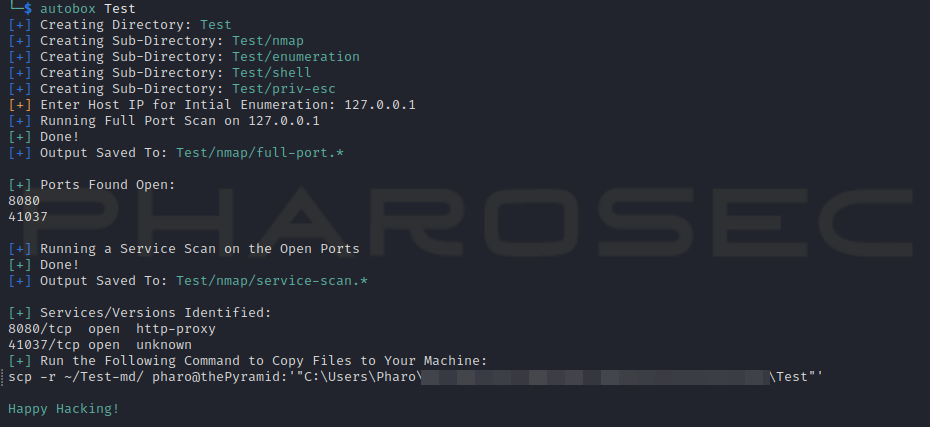 └─$ autobox Test
[+] Creating Directory: Test
[+] Creating Sub-Directory: Test/nmap
[+] Creating Sub-Directory: Test/enumeration
[+] Creating Sub-Directory: Test/shell
[+] Creating Sub-Directory: Test/priv-esc
[+] Enter Host IP for Intial Enumeration: 127.0.0.1
[+] Running Full Port Scan on 127.0.0.1
[+] Done!
[+] Output Saved To: Test/nmap/full-port.*
[+] Ports Found Open:
8080
41037
PHAROSEC
[+] Running a Service Scan on the Open Ports
[+] Done!
[+] Output Saved To: Test/nmap/service-scan.*
[+] Services/Versions Identified:
8080/tcp  open  http-proxy
41037/tcp open  unknown
[+] Run the Following Command to Copy Files to Your Machine:
scp -r ~/Test-md/ pharo@thePyramid:'"C:\Users\Pharo\ \Test"'
Happy Hacking!